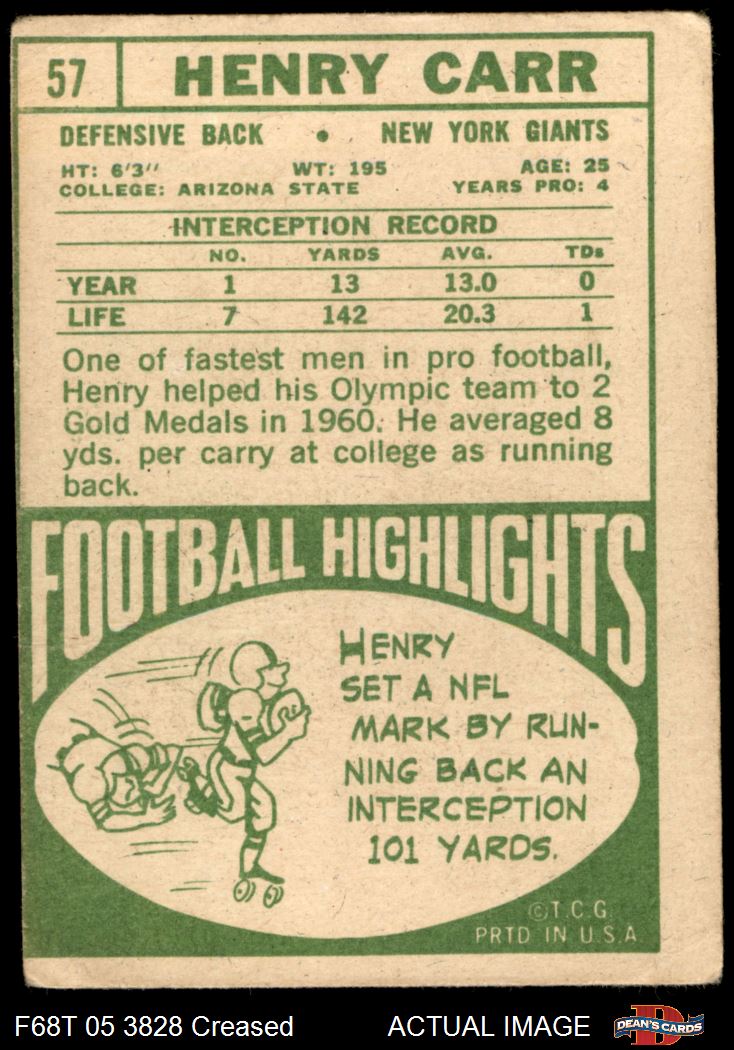 57 HENRY CARR
DEFENSIVE BACK • NEW YORK GIANTS
HT: 6'3" WT: 195 AGE: 25
COLLEGE: ARIZONA STATE YEARS PRO: 4
INTERCEPTION RECORD
NO. YARDS AVG. TDs
YEAR 1 13 13.0 0
LIFE 7 142 20.3 1
One of fastest men in pro football,
Henry helped his Olympic team to 2
Gold Medals in 1960. He averaged 8
yds. per carry at college as running
back.
FOOTBALL HIGHLIGHTS
HENRY
SET A NFL
MARK BY RUN-
NING BACK AN
INTERCEPTION
101 YARDS.
©T.C.G.
PRTD IN U.S.A.
F68T 05 3828 Creased ACTUAL IMAGE D DEAN'S CARDS